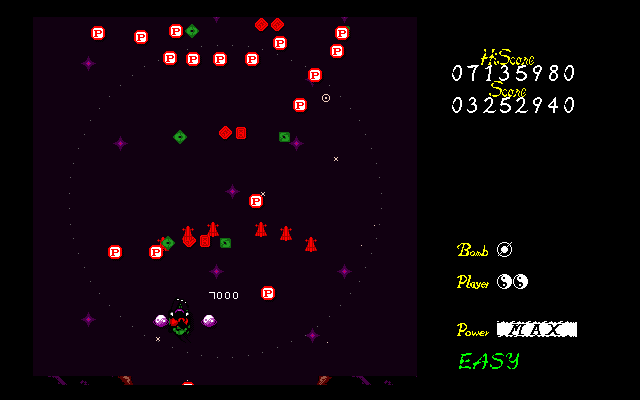 P P P P
P P P P P
P
P
P
P P
P
7000
P
HiScore
07135980
Score
03252940
Bomb
Player
Power MAX
EASY